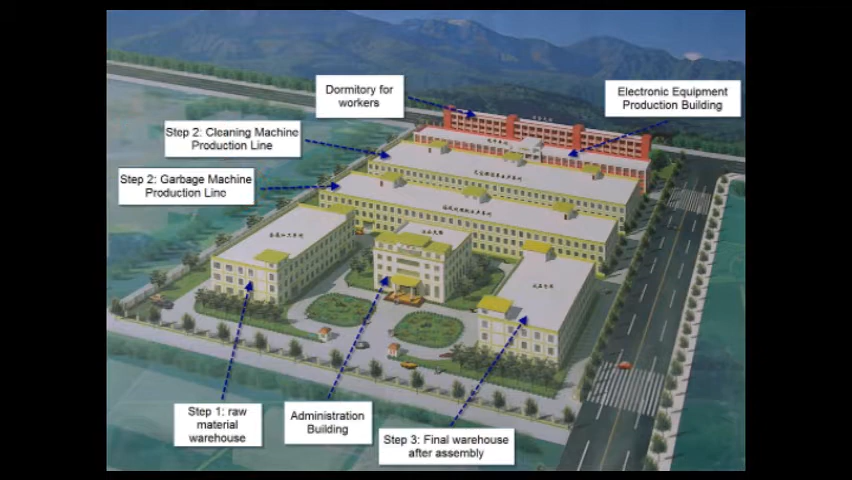 Dormitory for
workers
Electronic Equipment
Production Building
Step 2: Cleaning Machine
Production Line
Step 2: Garbage Machine
Production Line
Step 1: raw
material
warehouse
Administration
Building
Step 3: Final warehouse
after assembly